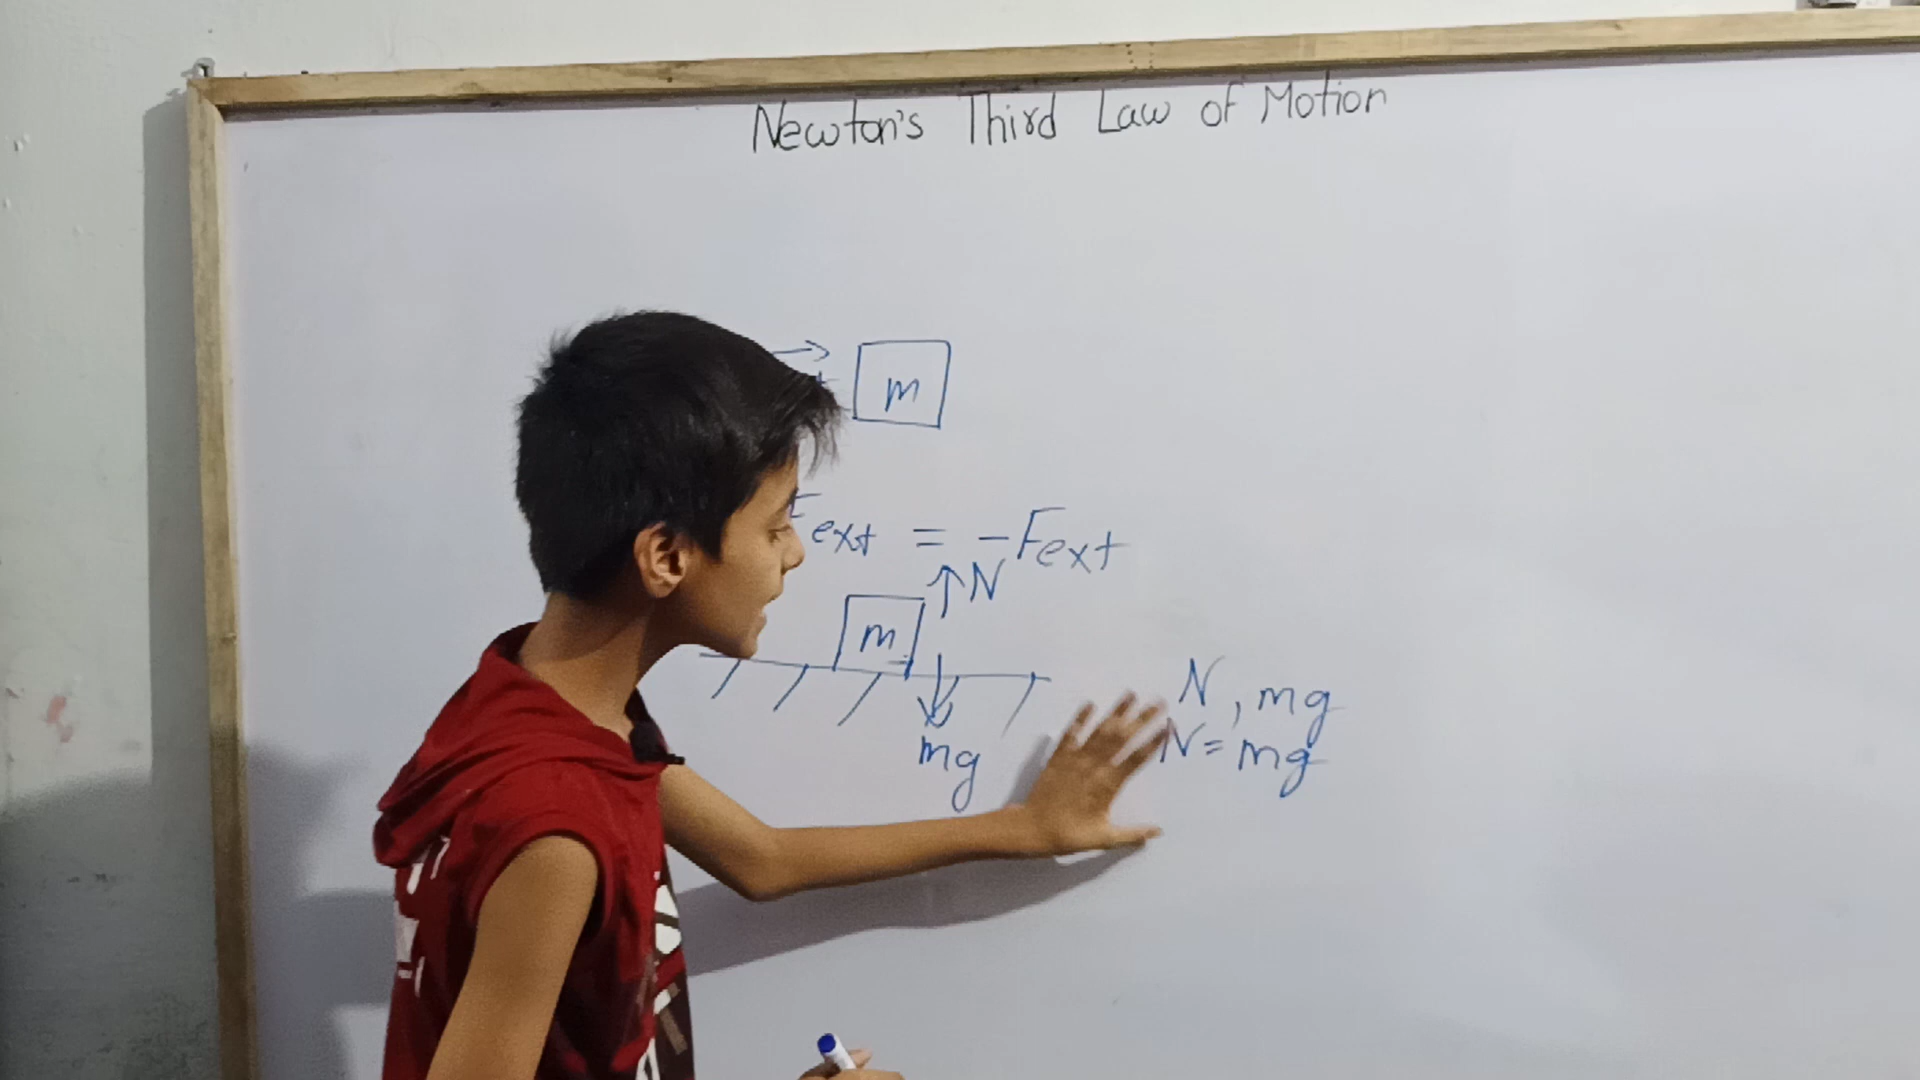 Newton's Third Law of Motion
m
ext = -Fext
↑N
m
mg
N, mg
N = mg